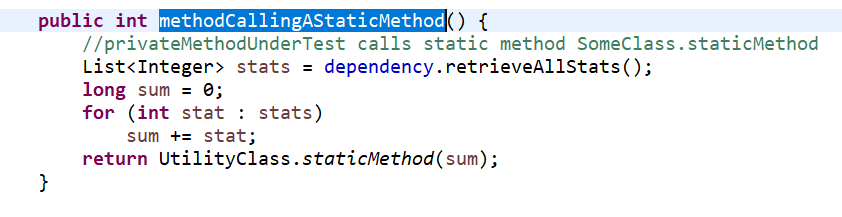 public int methodCallingAStaticMethod() {
//privateMethodUnderTest calls static method SomeClass.staticMethod
List<Integer> stats = dependency.retrieveAllStats();
long sum = 0;
for (int stat : stats)
sum += stat;
return UtilityClass.staticMethod(sum);
}